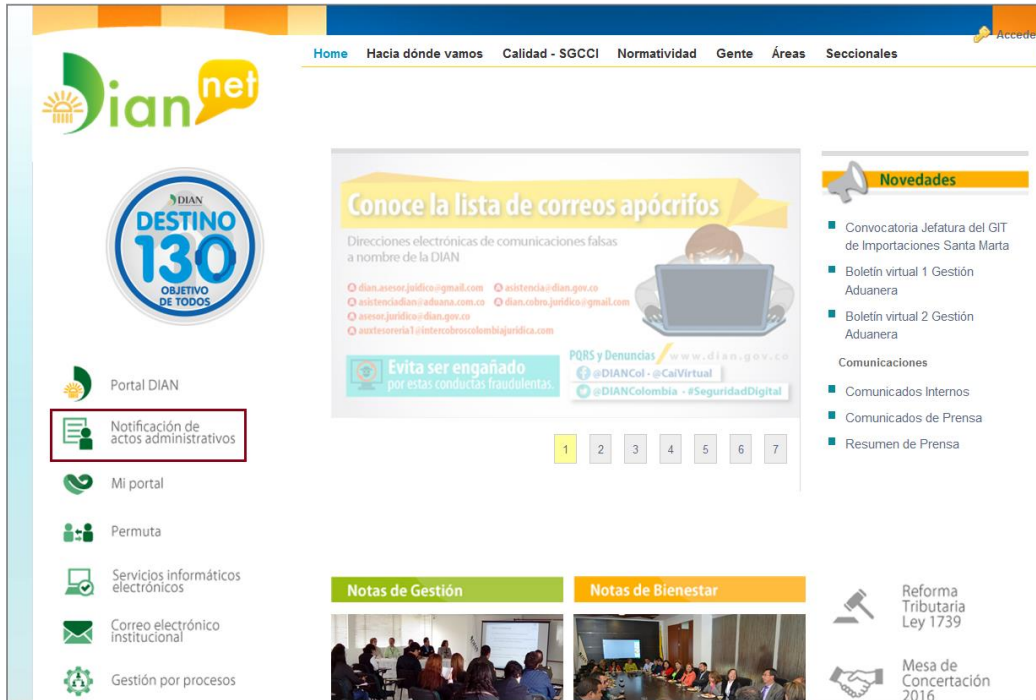 Accede
Home Hacia dónde vamos Calidad - SGCCI Normatividad Gente Áreas Seccionales
Dian net
DIAN
DESTINO
130
OBJETIVO
DE TODOS
Portal DIAN
Notificación de
actos administrativos
Mi portal
Permuta
Servicios informáticos
electrónicos
Correo electrónico
institucional
Gestión por procesos
Conoce la lista de correos apócrifos
Direcciones electrónicas de comunicaciones falsas
a nombre de la DIAN
dian.asesor.juidico@gmail.com asistencia@dian.gov.co
asistenciadian@aduana.com.co dian.cobro.juridico@gmail.com
asesor.juridico@dian.gov.co
auxtesoreria1@intercobroscolombiajuridica.com
Evita ser engañado
por estas conductas fraudulentas.
PQRS y Denuncias www.dian.gov.co
@DIANCol - @CaiVirtual
@DIANColombia - #SeguridadDigital
1 2 3 4 5 6 7
Novedades
Convocatoria Jefatura del GIT
de Importaciones Santa Marta
Boletín virtual 1 Gestión
Aduanera
Boletín virtual 2 Gestión
Aduanera
Comunicaciones
Comunicados Internos
Comunicados de Prensa
Resumen de Prensa
Notas de Gestión
Notas de Bienestar
Reforma
Tributaria
Ley 1739
Mesa de
Concertación
2016